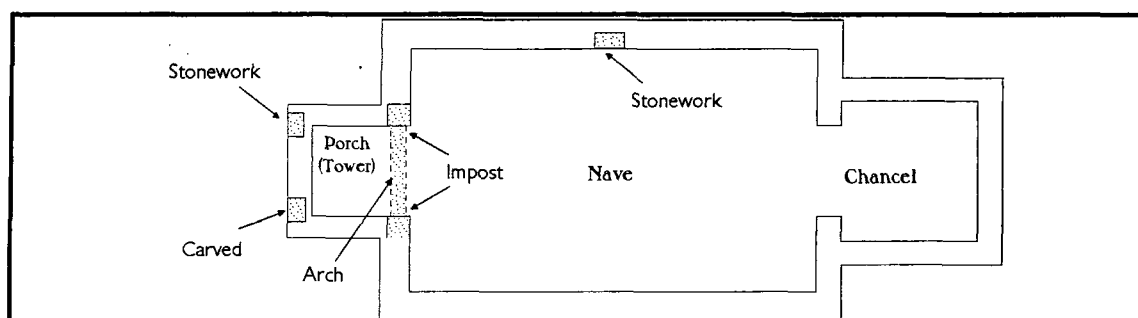 Stonework
Stonework
Porch
(Tower)
Impost
Nave
Chancel
Carved
Arch